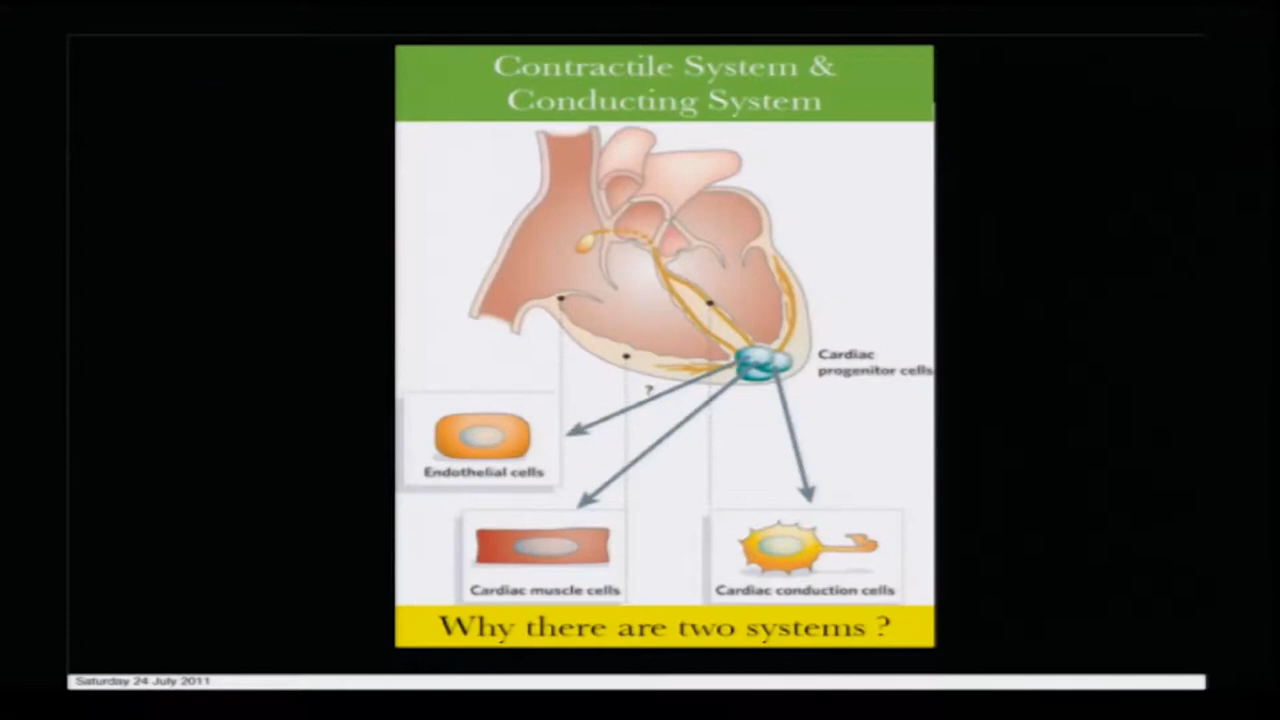 Contractile System &
Conducting System
Cardiac
progenitor cells
?
Endothelial cells
Cardiac muscle cells
Cardiac conduction cells
Why there are two systems ?
Saturday 24 July 2011